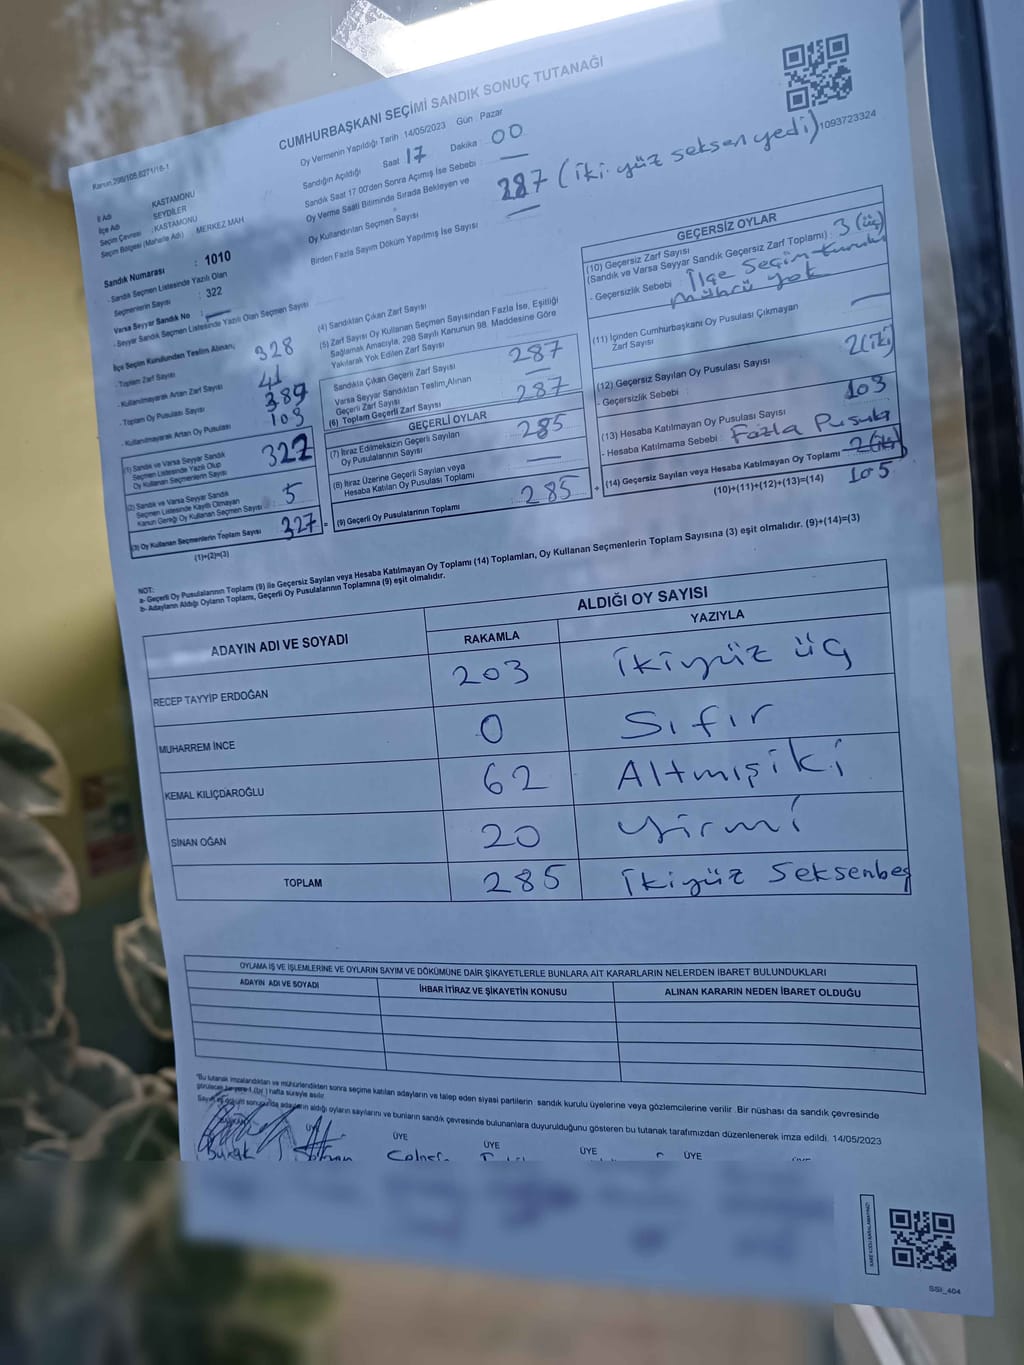 CUMHURBAŞKANI SEÇİMİ SANDIK SONUÇ TUTANAĞI
Kanun:298/105.6271/16-1
Oy Vermenin Yapıldığı Tarih 14/05/2023 Gün Pazar
Sandığın Açıldığı Saat 17 Dakika : 00
Sandık Saat 17.00'den Sonra Açılmış İse Sebebi
Oy Verme Saati Bitiminde Sırada Bekleyen ve
Oy Kullandırılan Seçmen Sayısı
287 (iki yüz seksen yedi)
1093723324
Birden Fazla Sayım Döküm Yapılmış İse Sayısı
İl Adı : KASTAMONU
İlçe Adı : SEYDİLER
Seçim Çevresi : KASTAMONU
Seçim Bölgesi (Mahalle Adı) : MERKEZ MAH
Sandık Numarası : 1010
- Sandık Seçmen Listesinde Yazılı Olan
Seçmenlerin Sayısı : 322
Varsa Seyyar Sandık No :
- Seyyar Sandık Seçmen Listesinde Yazılı Olan Seçmen Sayısı
İlçe Seçim Kurulundan Teslim Alınan;
- Toplam Zarf Sayısı 328
- Kullanılmayarak Artan Zarf Sayısı 41
- Toplam Oy Pusulası Sayısı 389
- Kullanılmayarak Artan Oy Pusulası 103
(1) Sandık ve Varsa Seyyar Sandık
Seçmen Listesinde Yazılı Olup
Oy Kullanan Seçmenlerin Sayısı 327
(2) Sandık ve Varsa Seyyar Sandık
Seçmen Listesinde Kayıtlı Olmayan
Kanun Gereği Oy Kullanan Seçmen Sayısı : 5
(3) Oy Kullanan Seçmenlerin Toplam Sayısı 327
(1)+(2)=(3)
(4) Sandıktan Çıkan Zarf Sayısı
(5) Zarf Sayısı Oy Kullanan Seçmen Sayısından Fazla İse, Eşitliği
Sağlamak Amacıyla, 298 Sayılı Kanunun 98. Maddesine Göre
Yakılarak Yok Edilen Zarf Sayısı
Sandıkta Çıkan Geçerli Zarf Sayısı 287
Varsa Seyyar Sandıktan Teslim Alınan
Geçerli Zarf Sayısı
(6) Toplam Geçerli Zarf Sayısı 287
GEÇERLİ OYLAR
(7) İtiraz Edilmeksizin Geçerli Sayılan
Oy Pusulalarının Sayısı 285
(8) İtiraz Üzerine Geçerli Sayılan veya
Hesaba Katılan Oy Pusulası Toplamı
(9) Geçerli Oy Pusulalarının Toplamı 285
GEÇERSİZ OYLAR
(10) Geçersiz Zarf Sayısı
(Sandık ve Varsa Seyyar Sandık Geçersiz Zarf Toplamı) : 3 (üç)
- Geçersizlik Sebebi : İlçe Seçim kurulu
mührü yok
(11) İçinden Cumhurbaşkanı Oy Pusulası Çıkmayan
Zarf Sayısı
(12) Geçersiz Sayılan Oy Pusulası Sayısı 2(iki)
- Geçersizlik Sebebi :
(13) Hesaba Katılmayan Oy Pusulası Sayısı 103
- Hesaba Katılmama Sebebi : Fazla Pusula
(14) Geçersiz Sayılan veya Hesaba Katılmayan Oy Toplamı 2(iki)
(10)+(11)+(12)+(13)=(14) 105
NOT:
a- Geçerli Oy Pusulalarının Toplamı (9) ile Geçersiz Sayılan veya Hesaba Katılmayan Oy Toplamı (14) Toplamları, Oy Kullanan Seçmenlerin Toplam Sayısına (3) eşit olmalıdır. (9)+(14)=(3)
b- Adayların Aldığı Oyların Toplamı, Geçerli Oy Pusulalarının Toplamına (9) eşit olmalıdır.
ADAYIN ADI VE SOYADI ALDIĞI OY SAYISI
RAKAMLA YAZIYLA
RECEP TAYYİP ERDOĞAN 203 ikiyüz üç
MUHARREM İNCE 0 Sıfır
KEMAL KILIÇDAROĞLU 62 Altmışiki
SİNAN OĞAN 20 yirmi
TOPLAM 285 ikiyüz Seksenbeş
OYLAMA İŞ VE İŞLEMLERİNE VE OYLARIN SAYIM VE DÖKÜMÜNE DAİR ŞİKAYETLERLE BUNLARA AİT KARARLARIN NELERDEN İBARET BULUNDUKLARI
ADAYIN ADI VE SOYADI İHBAR İTİRAZ VE ŞİKAYETİN KONUSU ALINAN KARARIN NEDEN İBARET OLDUĞU
"Bu tutanak imzalandıktan ve mühürlendikten sonra seçime katılan adayların ve talep eden siyasi partilerin sandık kurulu üyelerine veya gözlemcilerine verilir. Bir nüshası da sandık çevresinde
görülecek bir yere 1 (bir) hafta süreyle asılır.
Sayım ve döküm sonucunda adayların aldığı oyların sayılarını ve bunların sandık çevresinde bulunanlara duyurulduğunu gösteren bu tutanak tarafımızdan düzenlenerek imza edildi. 14/05/2023
ÜYE ÜYE ÜYE ÜYE
Burak
SSI_404